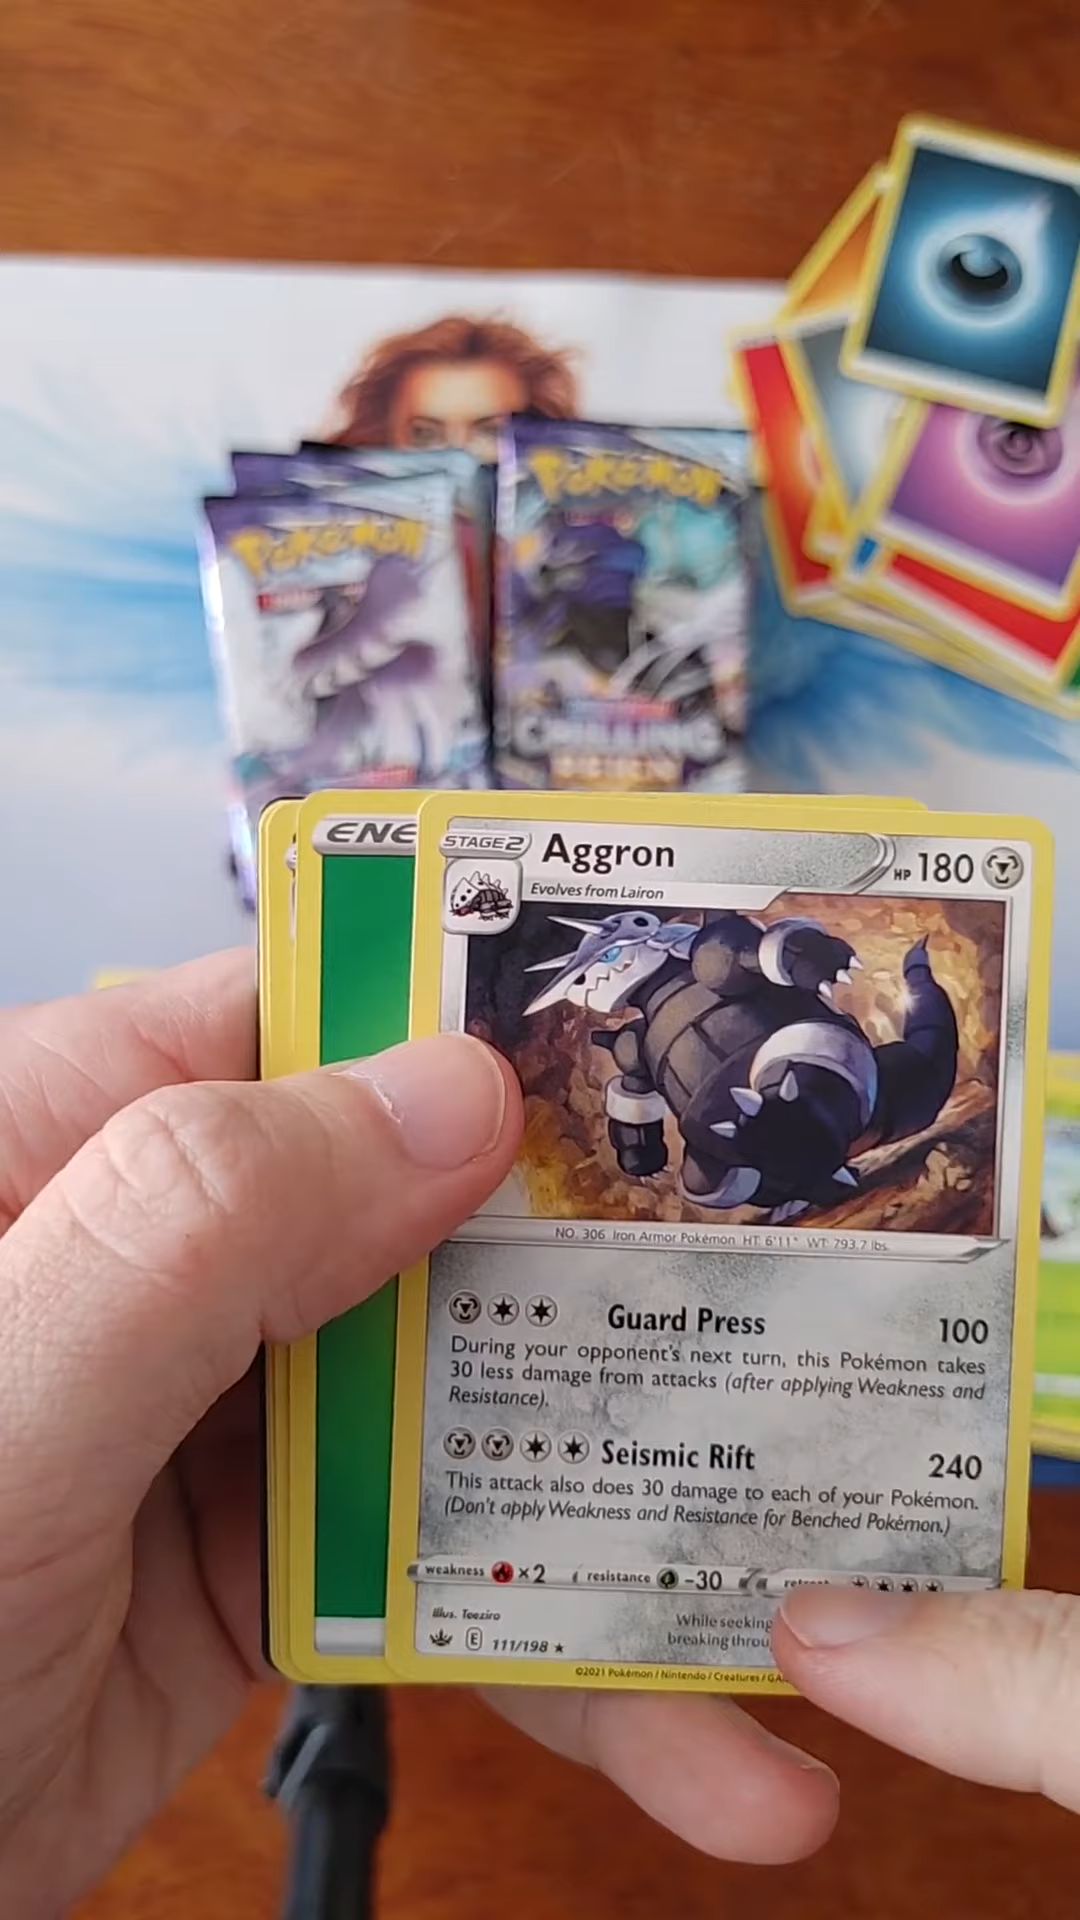 Pokémon
Pokémon
CHILLING
REIGN
ENE
STAGE 2
Aggron
HP 180
Evolves from Lairon
NO. 306 Iron Armor Pokémon HT: 6'11" WT: 793.7 lbs.
Guard Press 100
During your opponent's next turn, this Pokémon takes
30 less damage from attacks (after applying Weakness and
Resistance).
Seismic Rift 240
This attack also does 30 damage to each of your Pokémon.
(Don't apply Weakness and Resistance for Benched Pokémon.)
weakness ×2 resistance -30 retreat
Illus. Teeziro
E 111/198 ★
While seeking
breaking throu
©2021 Pokémon / Nintendo / Creatures / GA